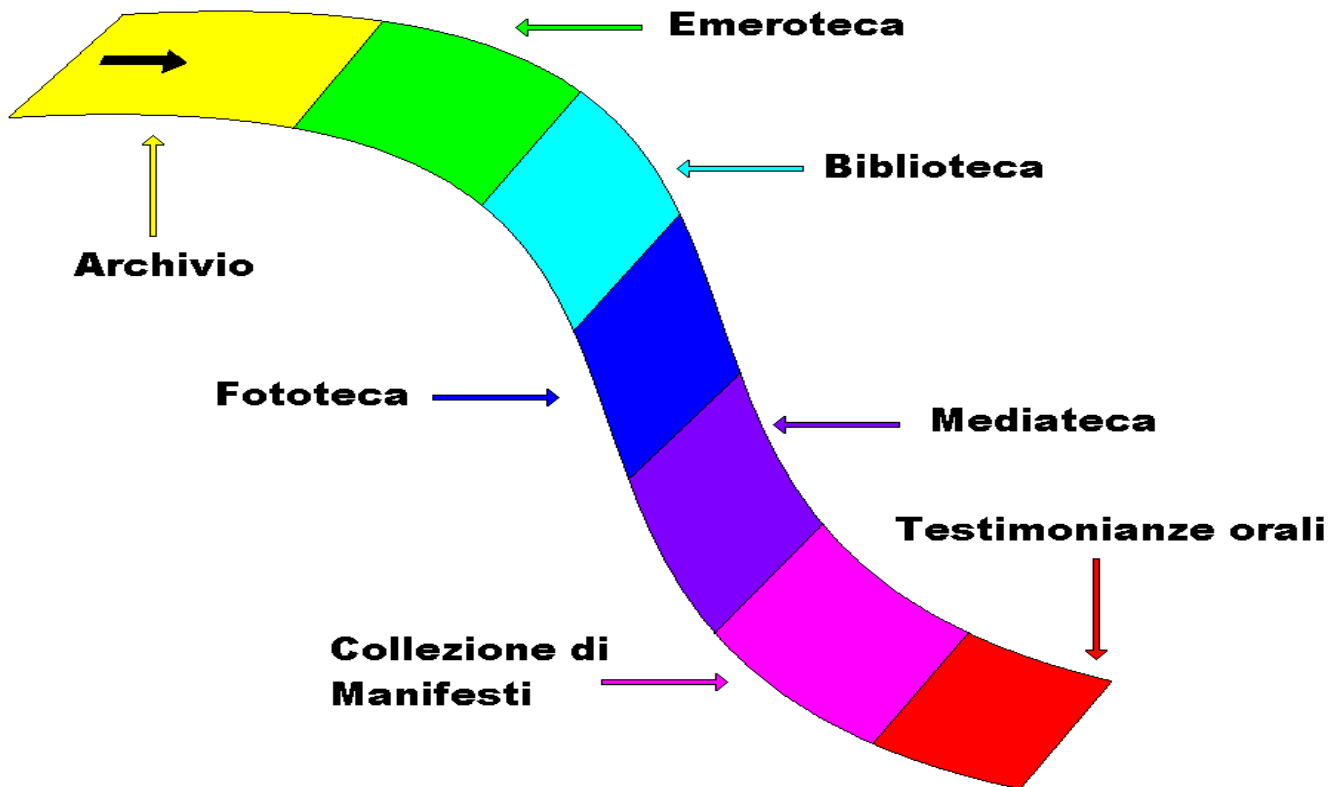 Emeroteca
Biblioteca
Archivio
Fototeca
Mediateca
Testimonianze orali
Collezione di
Manifesti